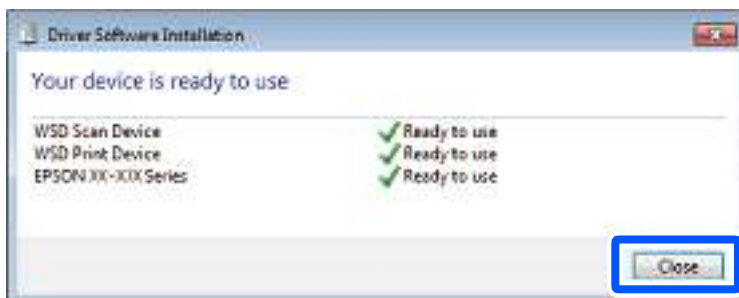 Driver Software Installation
Your device is ready to use
WSD Scan Device Ready to use
WSD Print Device Ready to use
EPSON XX-XXX Series Ready to use
Close